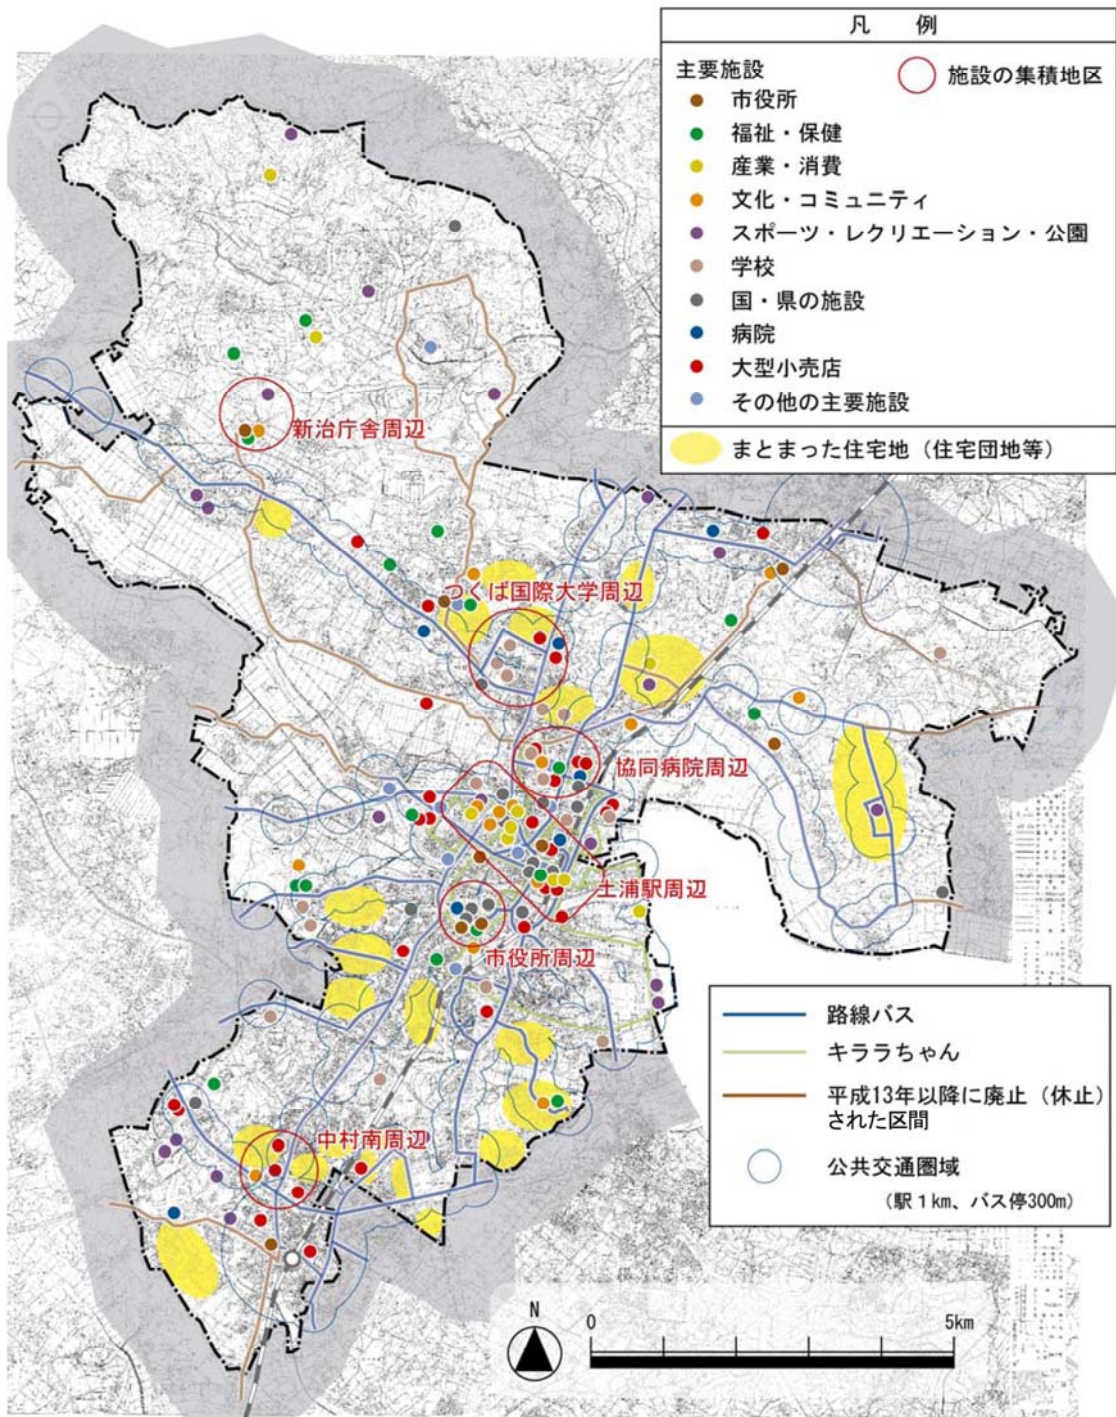 凡　例
主要施設
施設の集積地区
市役所
福祉・保健
産業・消費
文化・コミュニティ
スポーツ・レクリエーション・公園
学校
国・県の施設
病院
大型小売店
その他の主要施設
まとまった住宅地（住宅団地等）
新治庁舎周辺
つくば国際大学周辺
協同病院周辺
土浦駅周辺
市役所周辺
中村南周辺
路線バス
キララちゃん
平成13年以降に廃止（休止）
された区間
公共交通圏域
（駅１km、バス停300m）
N
0
5km